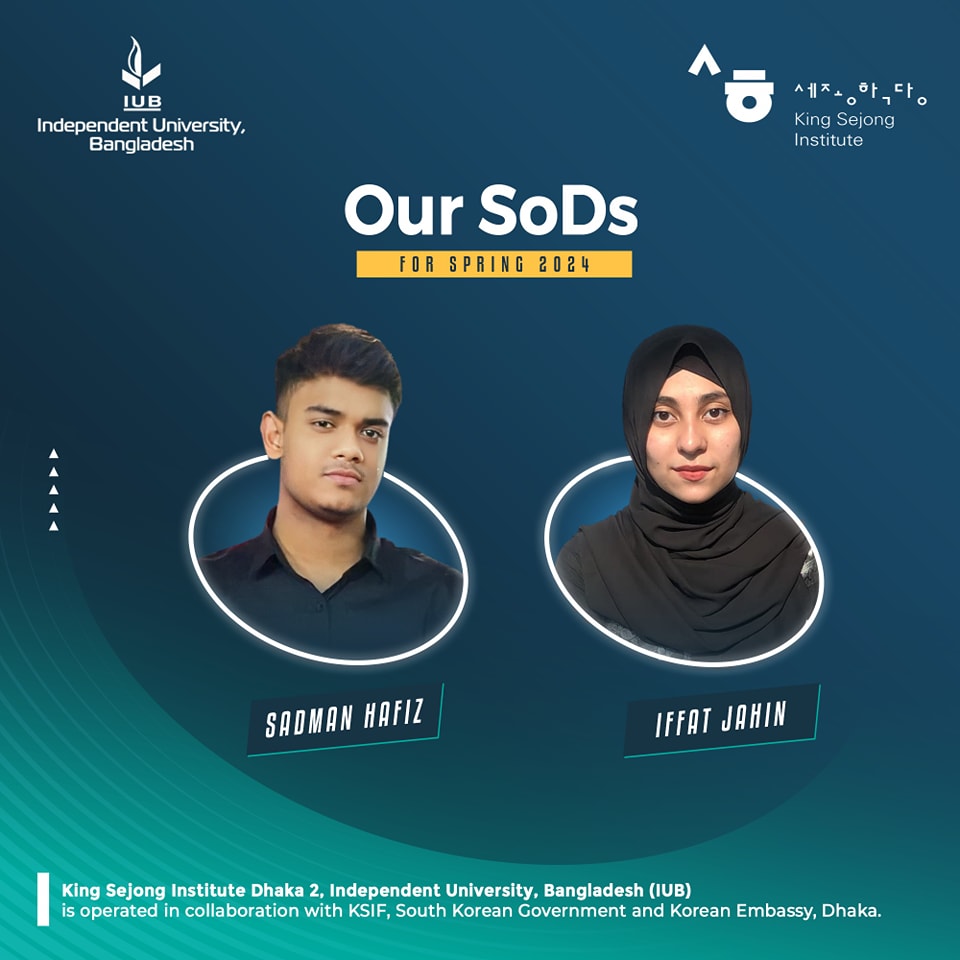 IUB
Independent University,
Bangladesh
세종학당
King Sejong
Institute
Our SoDs
FOR SPRING 2024
SADMAN HAFIZ
IFFAT JAHIN
King Sejong Institute Dhaka 2, Independent University, Bangladesh (IUB)
is operated in collaboration with KSIF, South Korean Government and Korean Embassy, Dhaka.